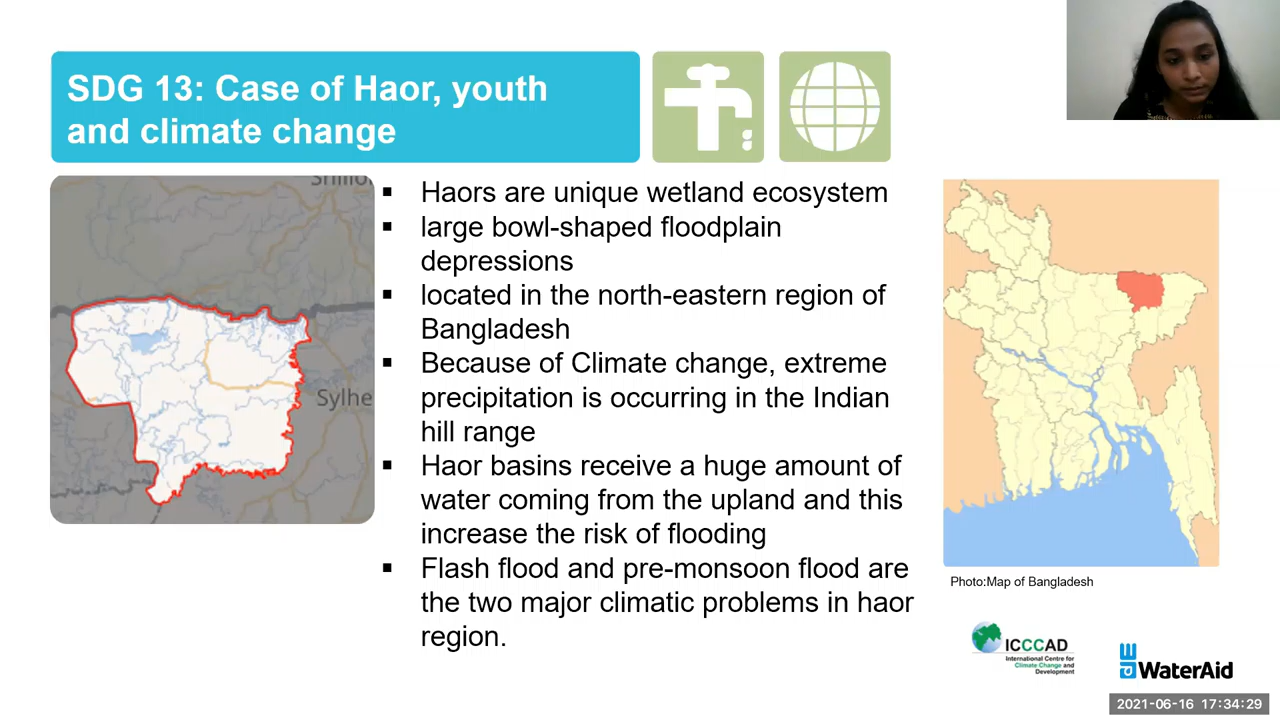 SDG 13: Case of Haor, youth
and climate change
Sylhe
▪ Haors are unique wetland ecosystem
▪ large bowl-shaped floodplain
depressions
▪ located in the north-eastern region of
Bangladesh
▪ Because of Climate change, extreme
precipitation is occurring in the Indian
hill range
▪ Haor basins receive a huge amount of
water coming from the upland and this
increase the risk of flooding
▪ Flash flood and pre-monsoon flood are
the two major climatic problems in haor
region.
Photo:Map of Bangladesh
ICCCAD
International Centre for
Climate Change and
Development
WaterAid
2021-06-16 17:34:29